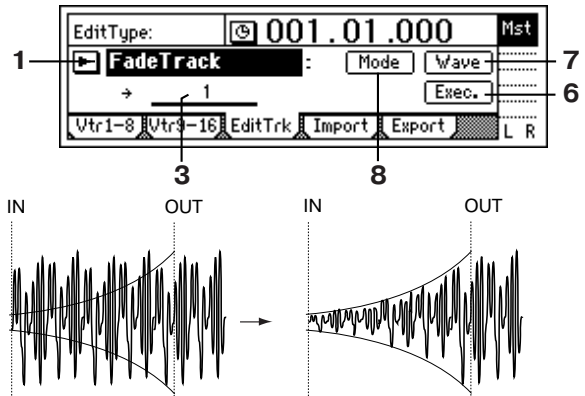 EditType: 001.01.000 Mst
1 FadeTrack : Mode Wave 7
→ 1 Exec. 6
Vtr1-8 Vtr9-16 EditTrk Import Export L R
3 8
IN OUT IN OUT